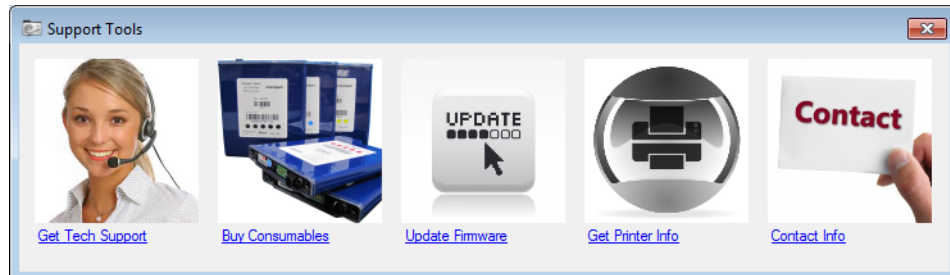 Support Tools
UPDATE
Contact
Get Tech Support
Buy Consumables
Update Firmware
Get Printer Info
Contact Info